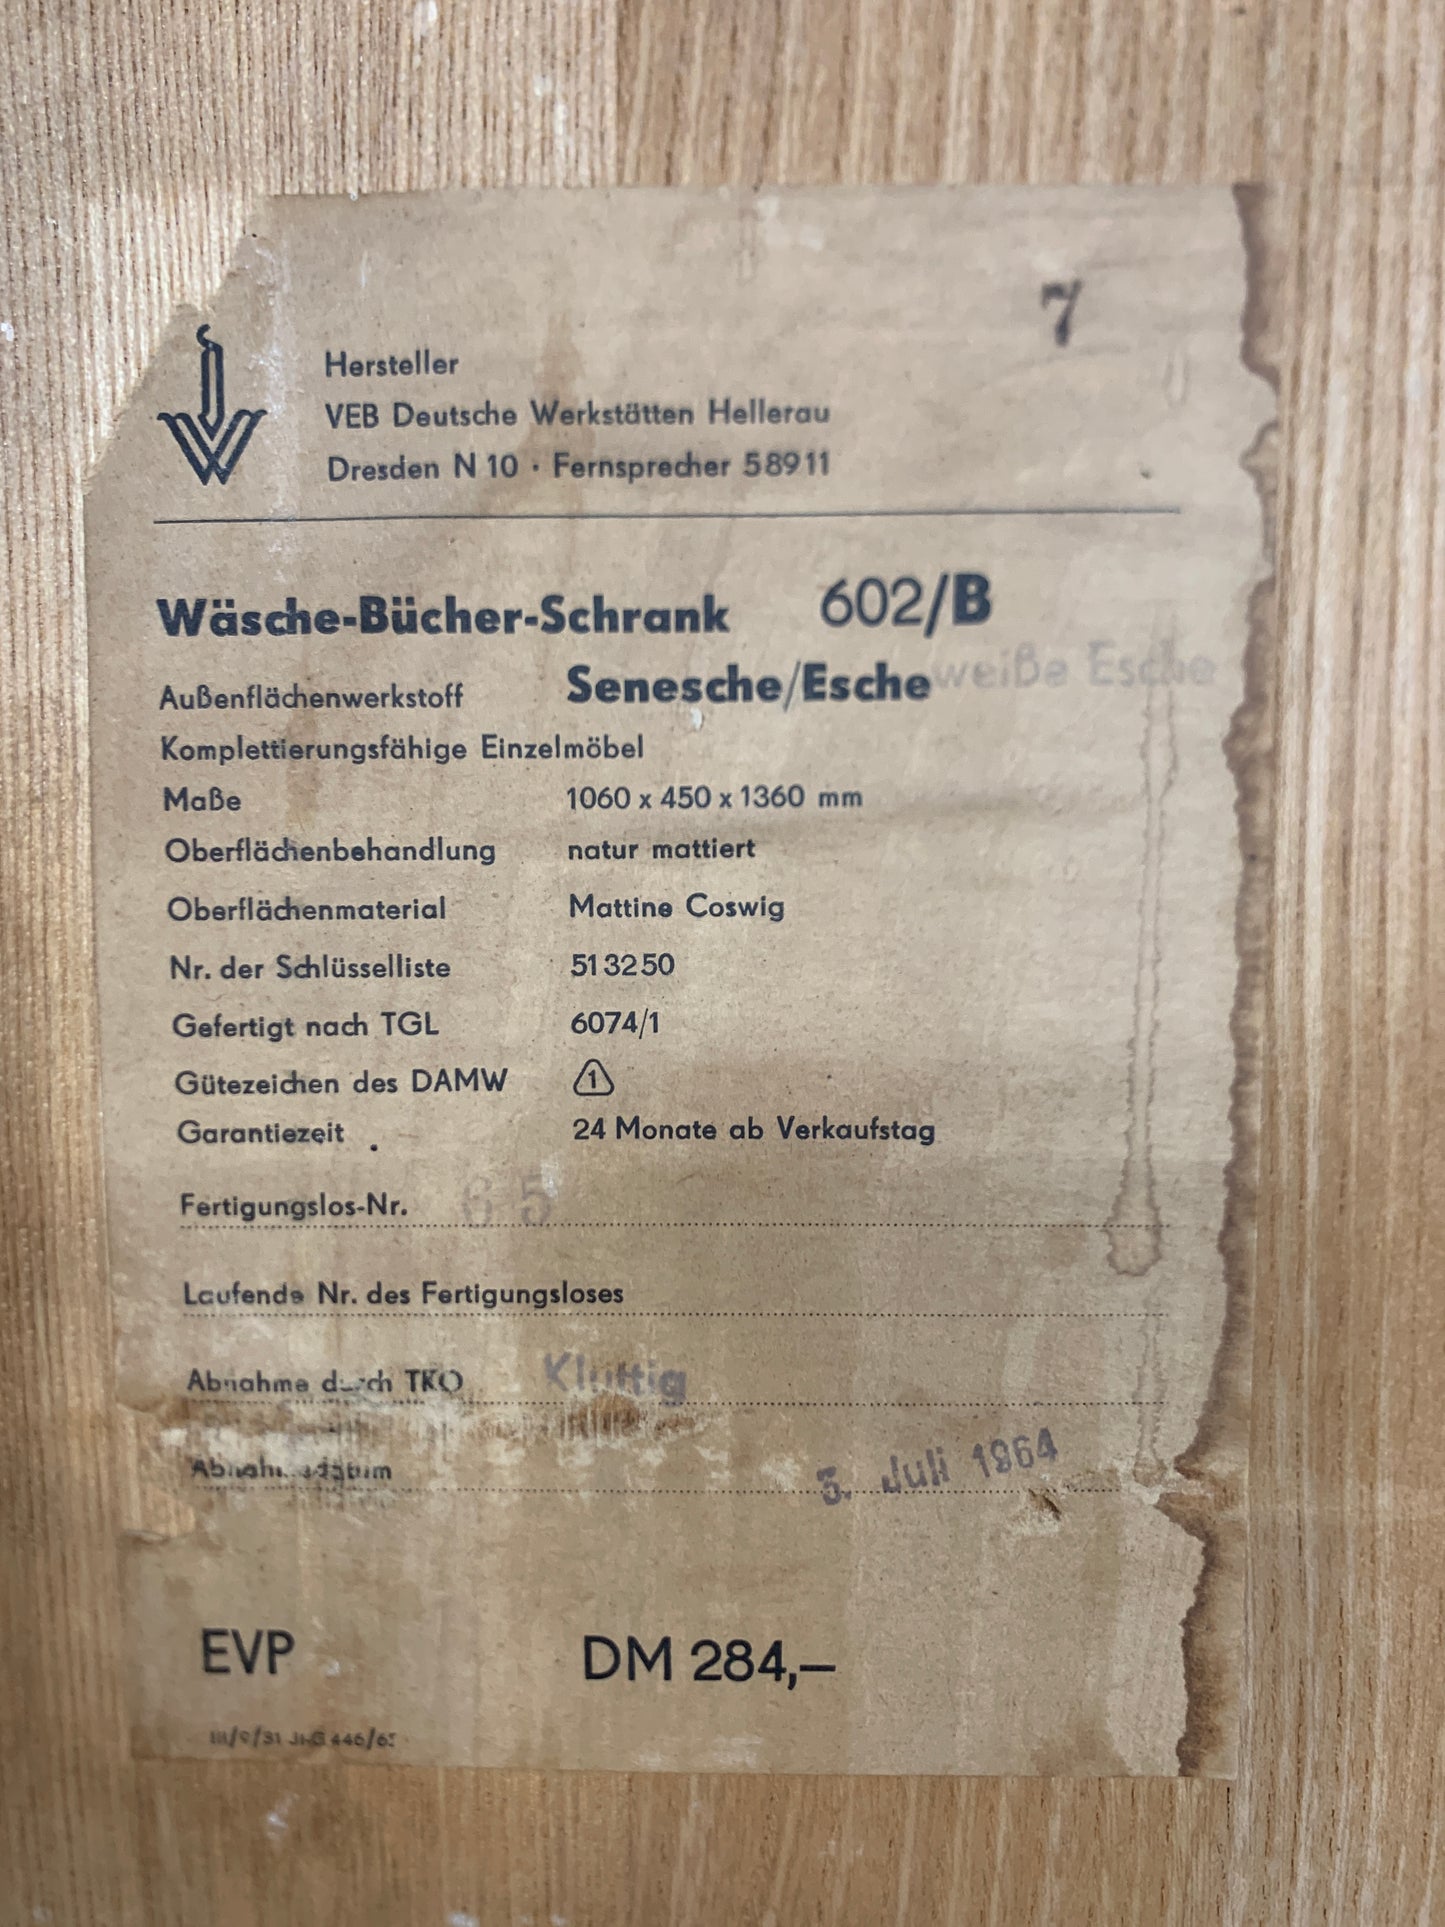 7
Hersteller
VEB Deutsche Werkstätten Hellerau
Dresden N 10 · Fernsprecher 58911
Wäsche-Bücher-Schrank 602/B
Außenflächenwerkstoff Senesche/Esche weiße Esche
Komplettierungsfähige Einzelmöbel
Maße 1060 x 450 x 1360 mm
Oberflächenbehandlung natur mattiert
Oberflächenmaterial Mattine Coswig
Nr. der Schlüsselliste 513250
Gefertigt nach TGL 6074/1
Gütezeichen des DAMW 1
Garantiezeit 24 Monate ab Verkaufstag
Fertigungslos-Nr. 65
Laufende Nr. des Fertigungsloses
Abnahme durch TKO Kluttig
Abnahmedatum 3. Juli 1964
EVP DM 284,—